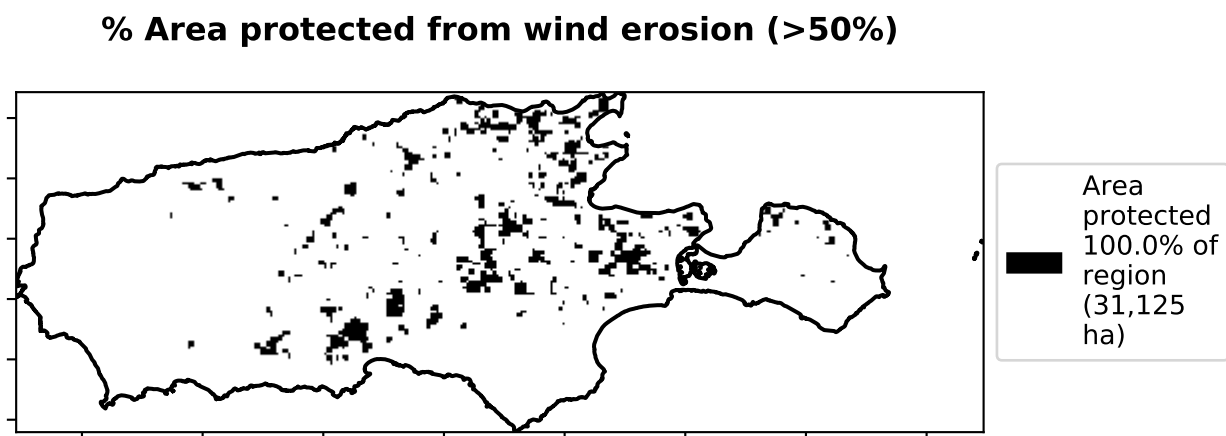 % Area protected from wind erosion (>50%)
Area
protected
100.0% of
region
(31,125
ha)